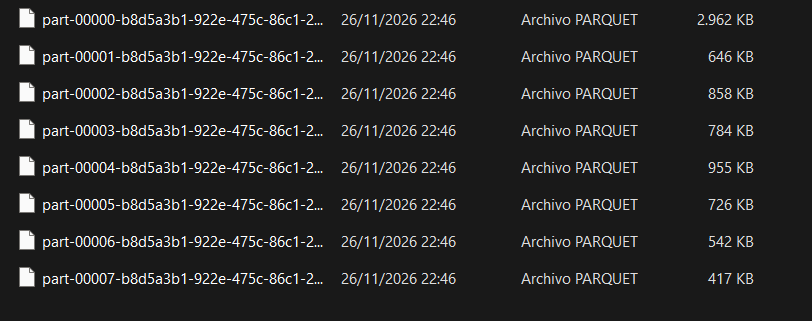 part-00000-b8d5a3b1-922e-475c-86c1-2... 26/11/2026 22:46 Archivo PARQUET 2.962 KB
part-00001-b8d5a3b1-922e-475c-86c1-2... 26/11/2026 22:46 Archivo PARQUET 646 KB
part-00002-b8d5a3b1-922e-475c-86c1-2... 26/11/2026 22:46 Archivo PARQUET 858 KB
part-00003-b8d5a3b1-922e-475c-86c1-2... 26/11/2026 22:46 Archivo PARQUET 784 KB
part-00004-b8d5a3b1-922e-475c-86c1-2... 26/11/2026 22:46 Archivo PARQUET 955 KB
part-00005-b8d5a3b1-922e-475c-86c1-2... 26/11/2026 22:46 Archivo PARQUET 726 KB
part-00006-b8d5a3b1-922e-475c-86c1-2... 26/11/2026 22:46 Archivo PARQUET 542 KB
part-00007-b8d5a3b1-922e-475c-86c1-2... 26/11/2026 22:46 Archivo PARQUET 417 KB